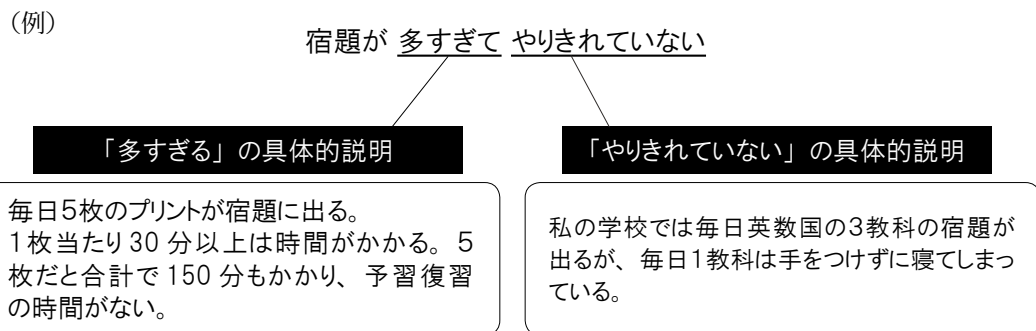 （例）
宿題が 多すぎて やりきれていない
「多すぎる」の具体的説明
毎日５枚のプリントが宿題に出る。
１枚当たり 30 分以上は時間がかかる。５
枚だと合計で 150 分もかかり、予習復習
の時間がない。
「やりきれていない」の具体的説明
私の学校では毎日英数国の３教科の宿題が
出るが、毎日１教科は手をつけずに寝てしまっ
ている。